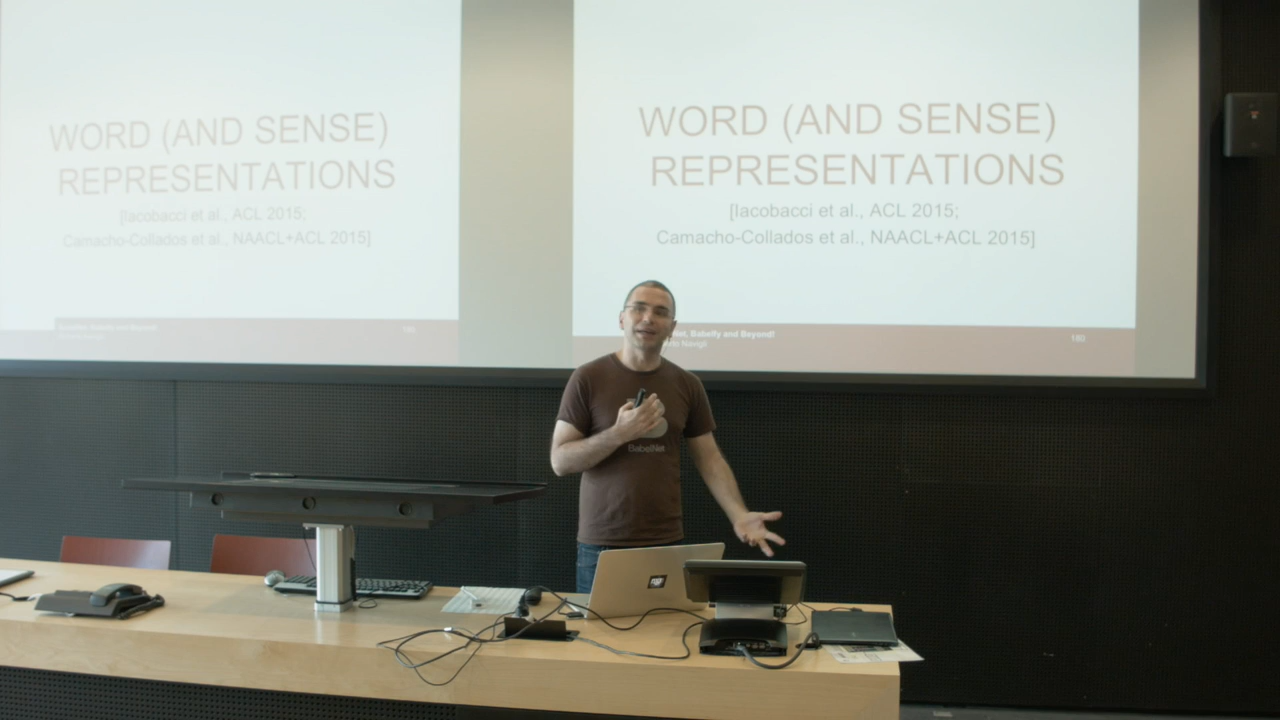 WORD (AND SENSE)
REPRESENTATIONS
[Iacobacci et al., ACL 2015;
Camacho-Collados et al., NAACL+ACL 2015]
WORD (AND SENSE)
REPRESENTATIONS
[Iacobacci et al., ACL 2015;
Camacho-Collados et al., NAACL+ACL 2015]
Babelfy and Beyond!
Navigli
180
BabelNet